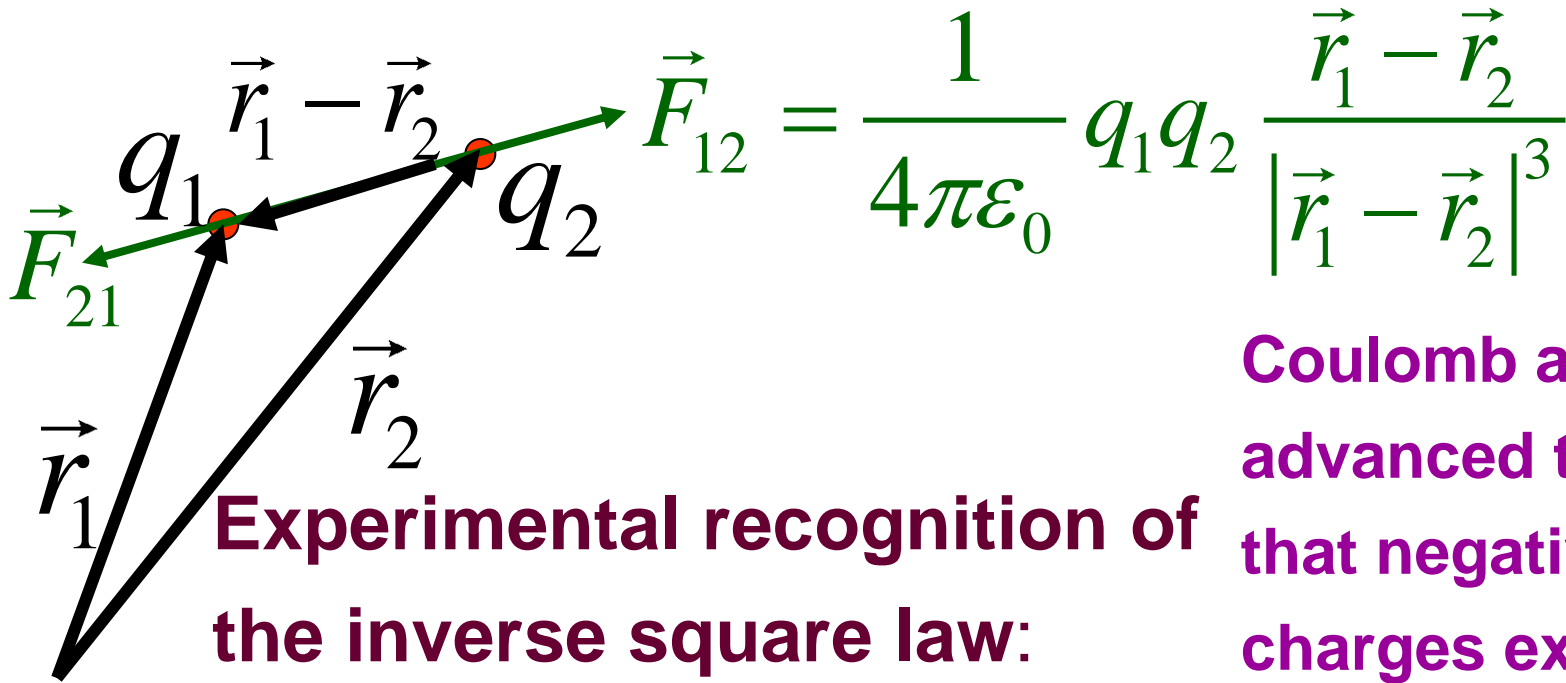 r⃗₁ − r⃗₂
q₁
q₂
F⃗₁₂ = 1/(4πε₀) q₁q₂ (r⃗₁ − r⃗₂)/|r⃗₁ − r⃗₂|³
F⃗₂₁
r⃗₁
r⃗₂
Experimental recognition of
the inverse square law:
Coulomb
advanced
that
charges